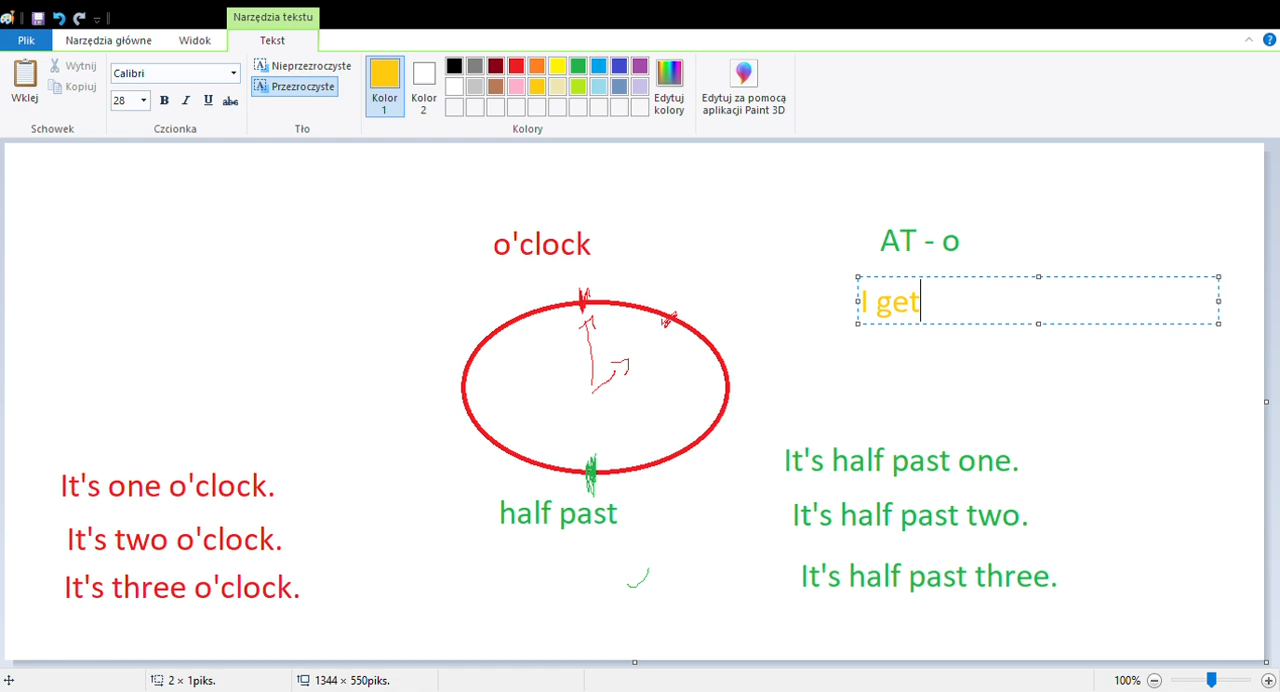 Narzędzia tekstu
Plik
Narzędzia główne
Widok
Tekst
Wklej
Wytnij
Kopiuj
Schowek
Calibri
28
B I U abc
Czcionka
Nieprzezroczyste
Przezroczyste
Tło
Kolor 1
Kolor 2
Edytuj kolory
Kolory
Edytuj za pomocą aplikacji Paint 3D
o'clock
AT - o
I get
It's one o'clock.
It's two o'clock.
It's three o'clock.
half past
It's half past one.
It's half past two.
It's half past three.
2 × 1piks.
1344 × 550piks.
100%